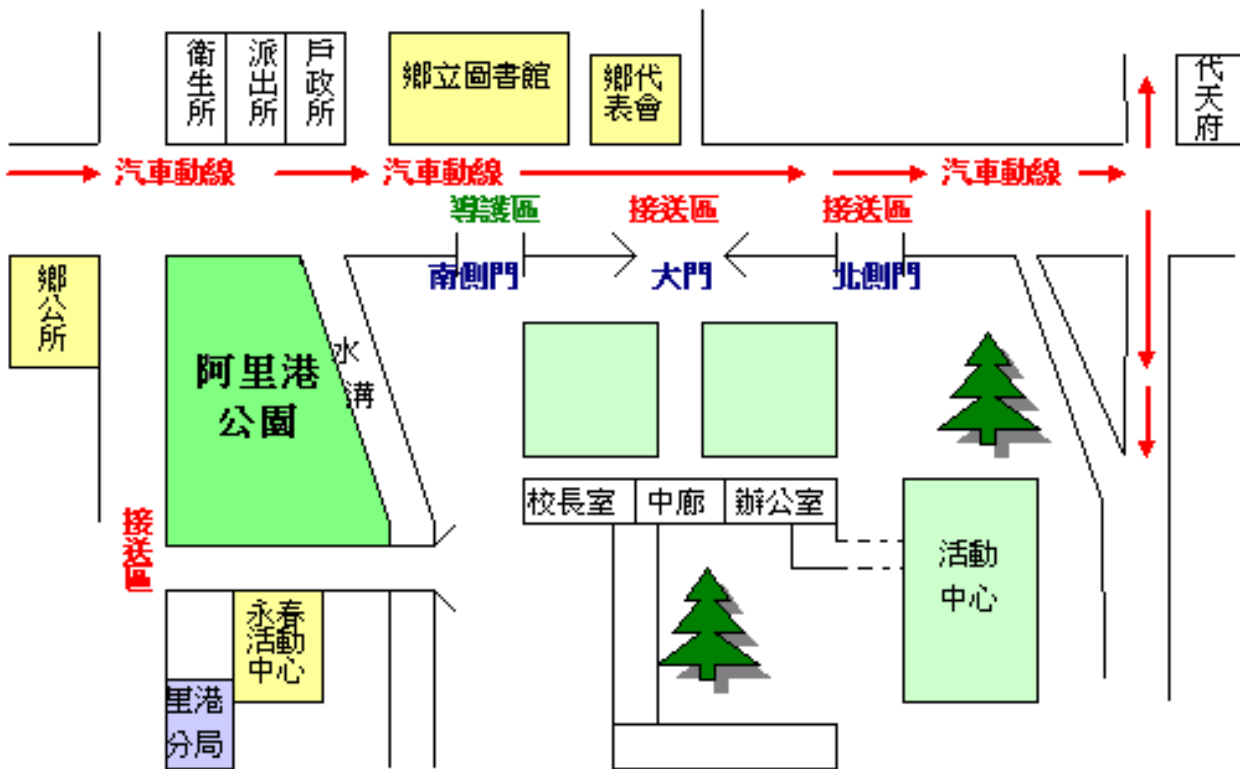 衛生所
派出所
戶政所
鄉立圖書館
鄉代
表會
代天府
汽車動線
汽車動線
汽車動線
導護區
接送區
接送區
南側門
大門
北側門
鄉公所
阿里港
公園
水
溝
校長室
中廊
辦公室
接送區
活動
中心
永春
活動
中心
里港
分局